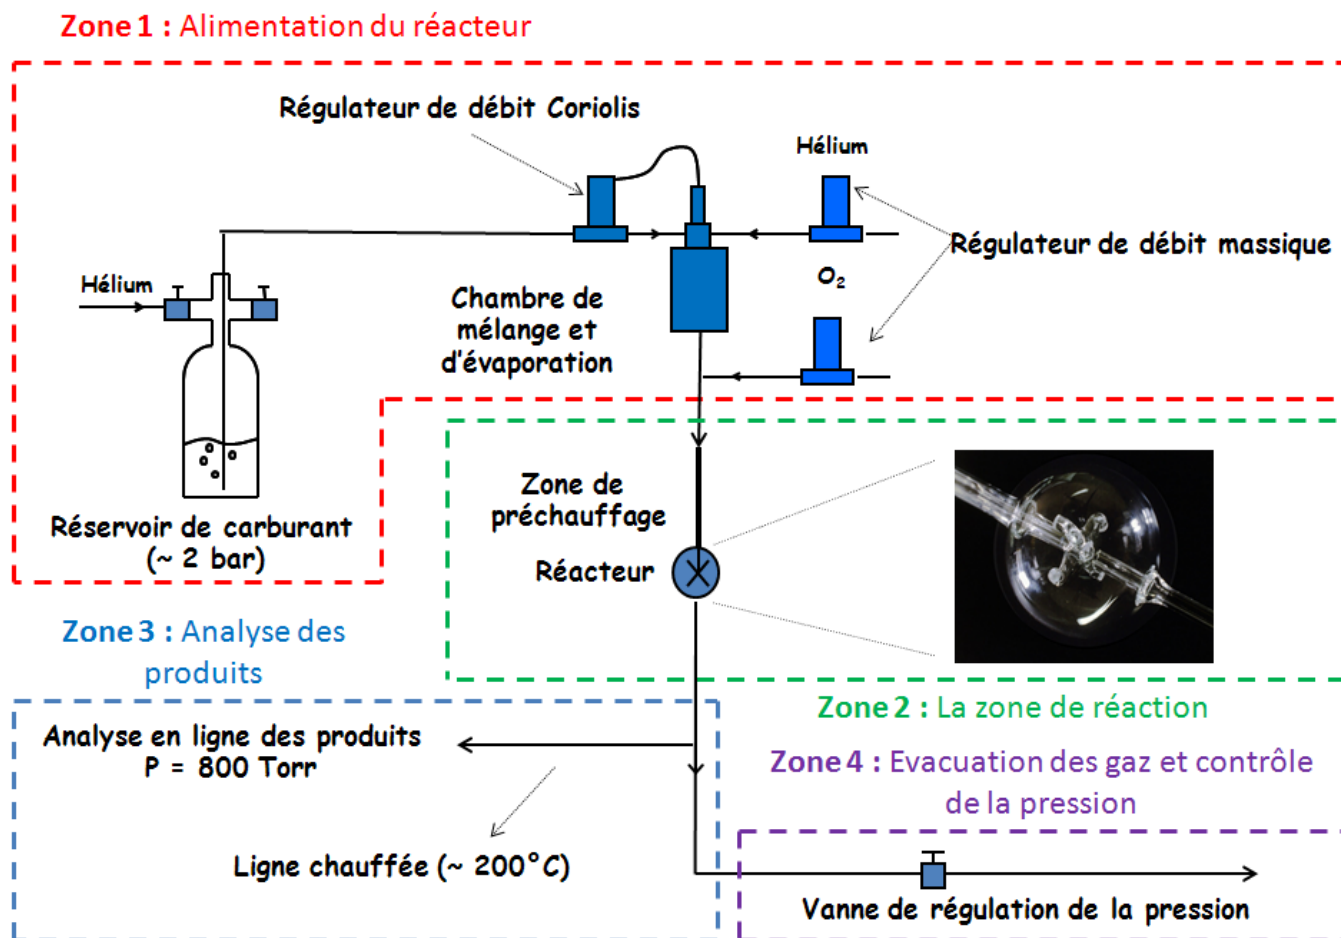 Zone 1 : Alimentation du réacteur
Régulateur de débit Coriolis
Hélium
Régulateur de débit massique
Hélium
O₂
Chambre de
mélange et
d'évaporation
Réservoir de carburant
(~ 2 bar)
Zone de
préchauffage
Réacteur
Zone 3 : Analyse des
produits
Zone 2 : La zone de réaction
Analyse en ligne des produits
P = 800 Torr
Zone 4 : Evacuation des gaz et contrôle
de la pression
Ligne chauffée (~ 200°C)
Vanne de régulation de la pression